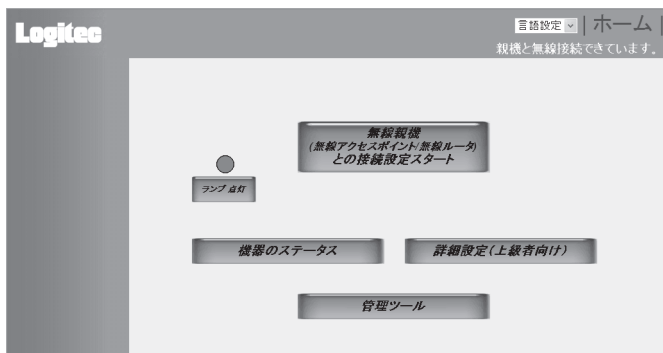 Logitec
言語設定 | ホーム |
親機と無線接続できています。
無線親機
(無線アクセスポイント/無線ルータ)
との接続設定スタート
ランプ 点灯
機器のステータス
詳細設定(上級者向け)
管理ツール